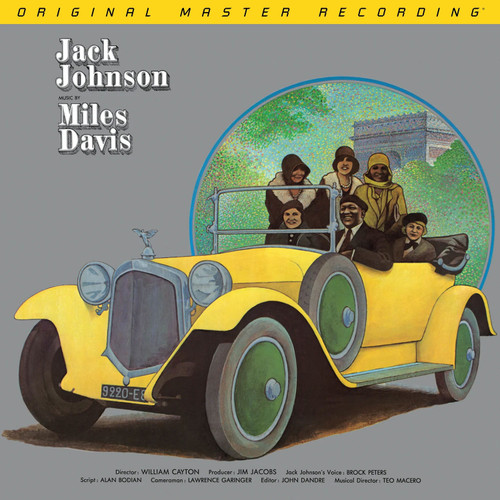 ORIGINAL MASTER RECORDING
Jack
Johnson
MUSIC BY
Miles
Davis
9220-E8
Director: WILLIAM CAYTON Producer: JIM JACOBS Jack Johnson's Voice: BROCK PETERS
Script: ALAN BODIAN Cameraman: LAWRENCE GARINGER Editor: JOHN DANDRE Musical Director: TEO MACERO